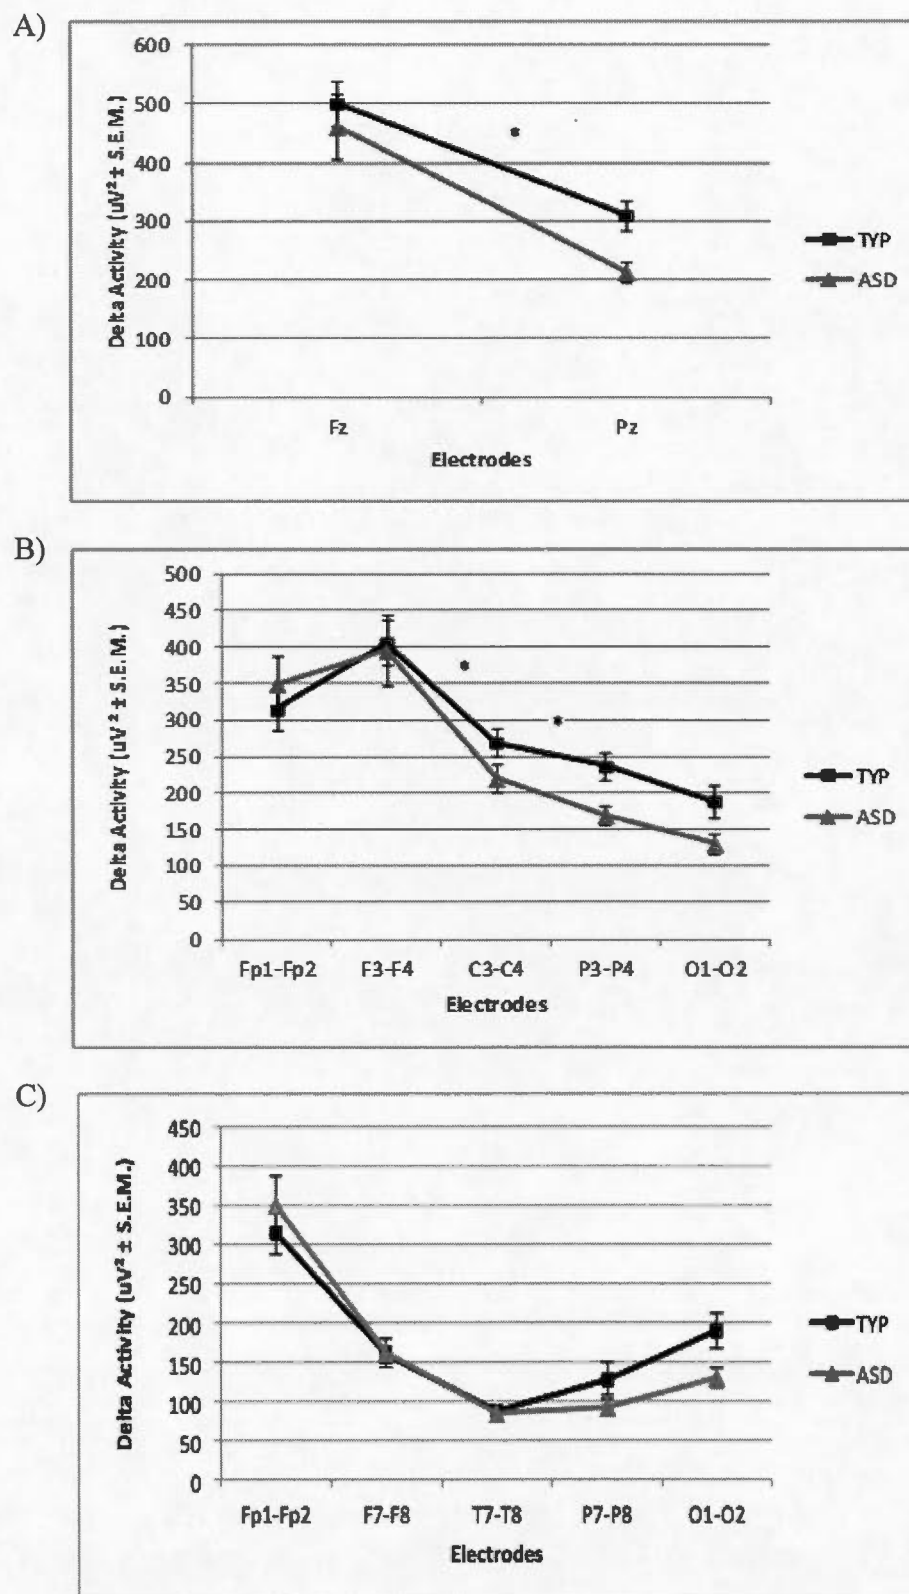 A)
600
500
400
300
200
100
0
Delta Activity (uV² ± S.E.M.)
*
Fz Pz
Electrodes
TYP
ASD
B)
500
450
400
350
300
250
200
150
100
50
0
Delta Activity (uV² ± S.E.M.)
*
*
Fp1-Fp2 F3-F4 C3-C4 P3-P4 O1-O2
Electrodes
TYP
ASD
C)
450
400
350
300
250
200
150
100
50
0
Delta Activity (uV² ± S.E.M.)
Fp1-Fp2 F7-F8 T7-T8 P7-P8 O1-O2
Electrodes
TYP
ASD